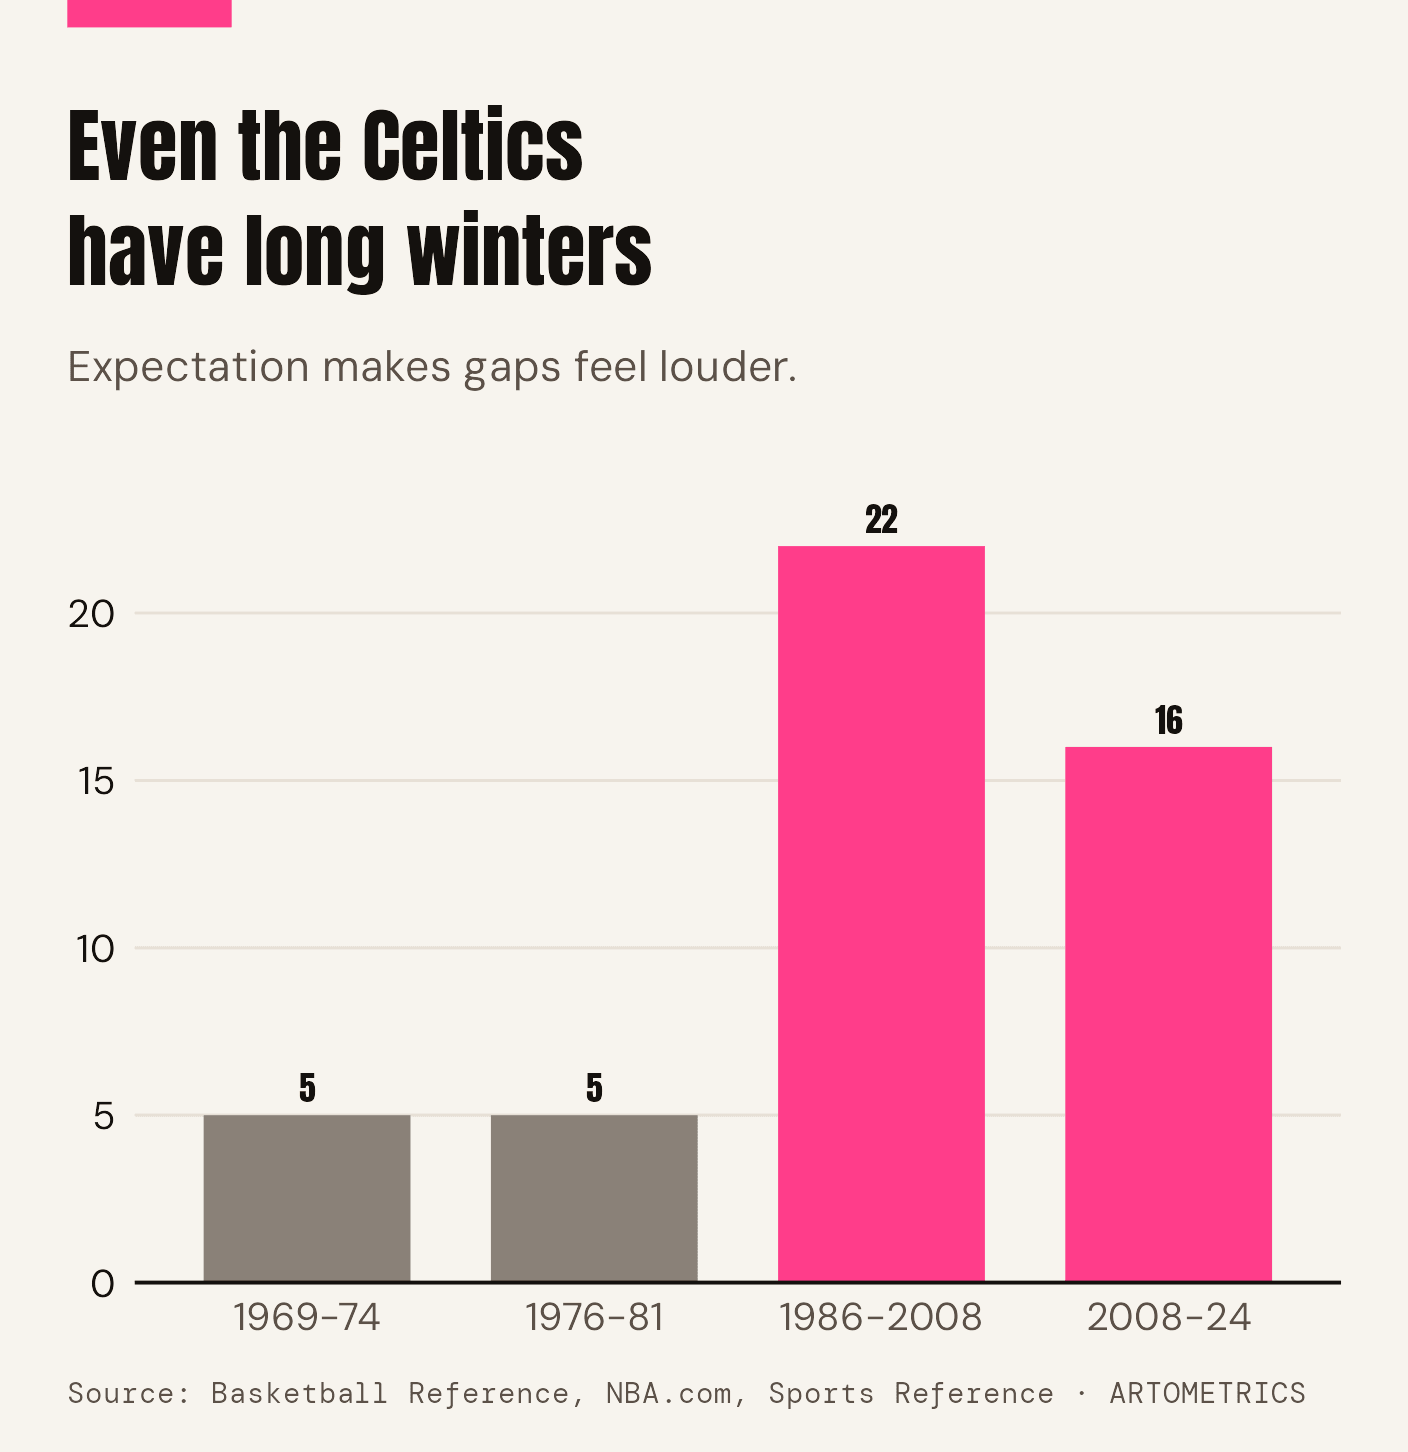 Even the Celtics
have long winters
Expectation makes gaps feel louder.
22
20
16
15
10
5 5
5
0
1969–74 1976–81 1986–2008 2008–24
Source: Basketball Reference, NBA.com, Sports Reference · ARTOMETRICS